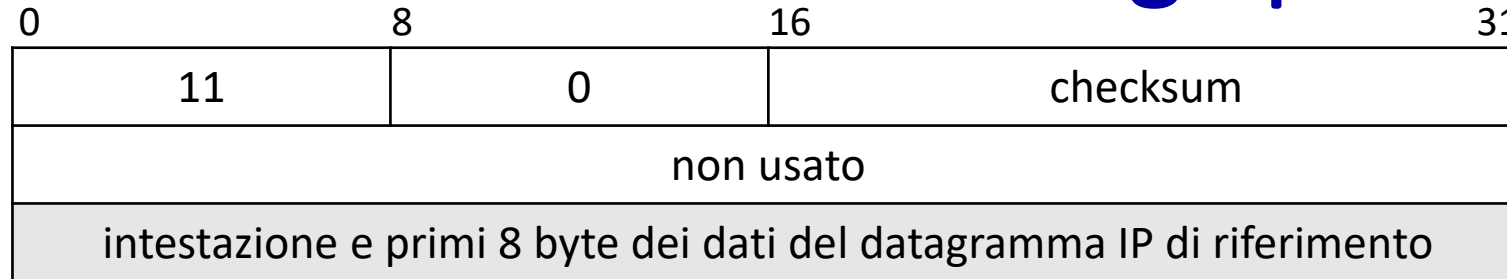 0 8 16 31
11 0 checksum
non usato
intestazione e primi 8 byte dei dati del datagramma IP di riferimento